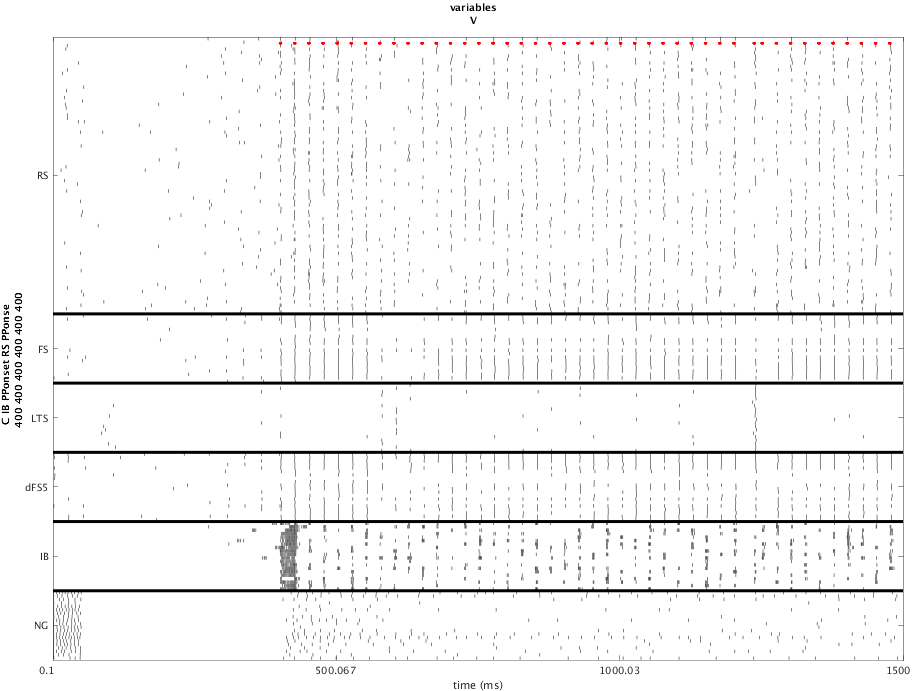 variables
V
C IB PPonset RS PPonse
400 400 400 400 400 400
RS
FS
LTS
dFS5
IB
NG
0.1
500.067
1000.03
1500
time (ms)